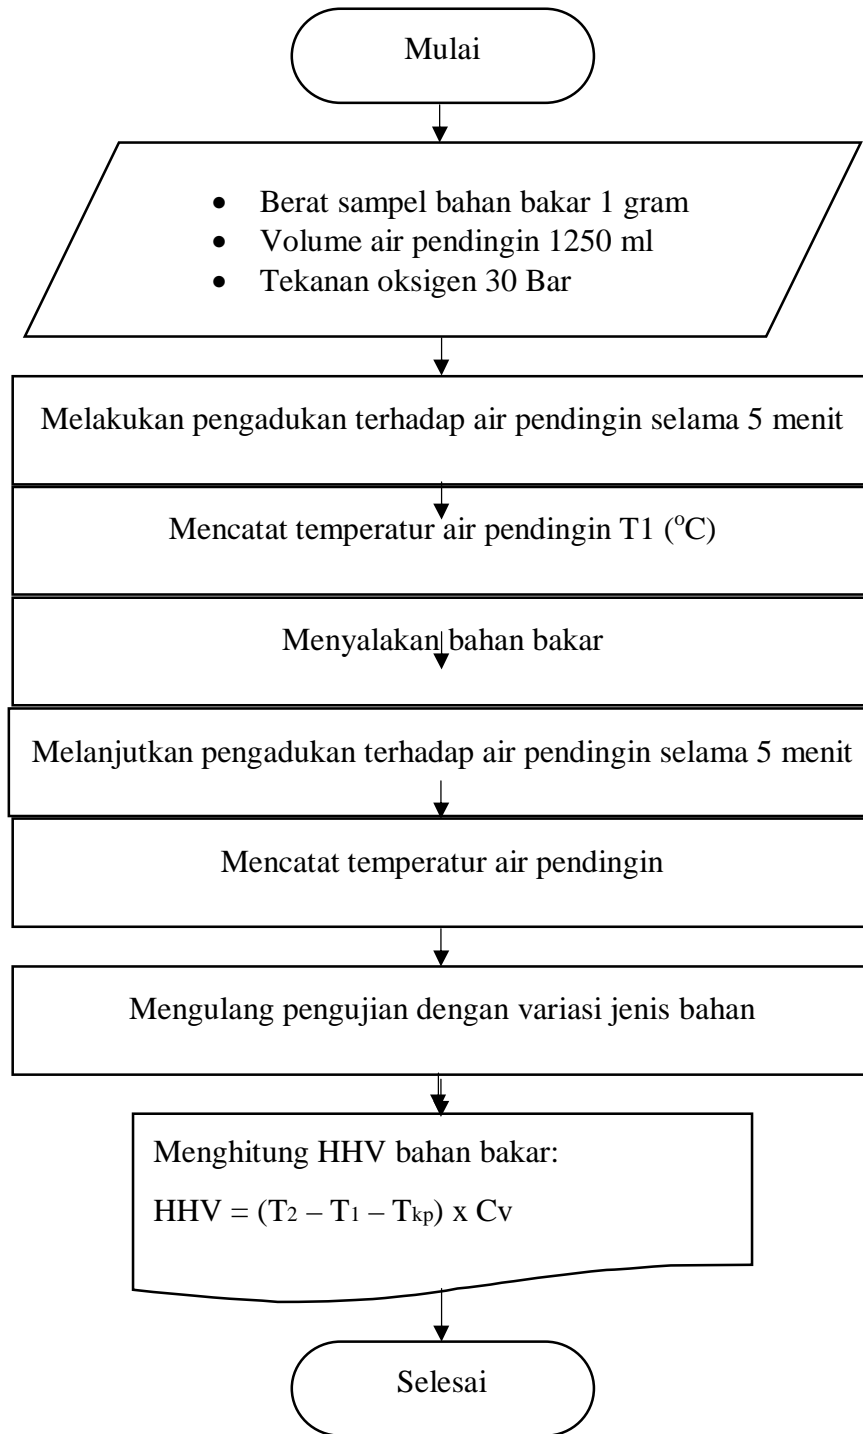 Mulai
• Berat sampel bahan bakar 1 gram
• Volume air pendingin 1250 ml
• Tekanan oksigen 30 Bar
Melakukan pengadukan terhadap air pendingin selama 5 menit
Mencatat temperatur air pendingin T1 (°C)
Menyalakan bahan bakar
Melanjutkan pengadukan terhadap air pendingin selama 5 menit
Mencatat temperatur air pendingin
Mengulang pengujian dengan variasi jenis bahan
Menghitung HHV bahan bakar:
HHV = (T₂ – T₁ – Tₖₚ) x Cv
Selesai